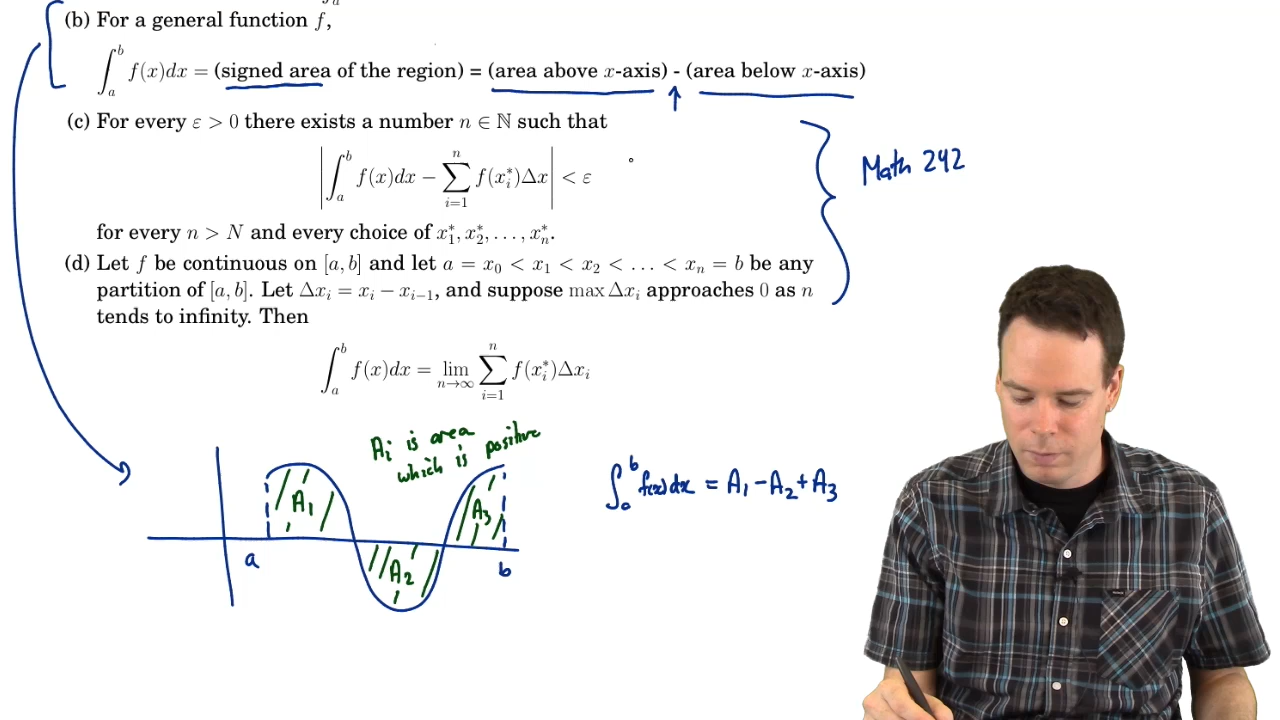 (b) For a general function f,
∫_a^b f(x)dx = (signed area of the region) = (area above x-axis) - (area below x-axis)
(c) For every ε > 0 there exists a number n ∈ ℕ such that
|∫_a^b f(x)dx − ∑_{i=1}^n f(x_i^*)Δx| < ε
Math 242
for every n > N and every choice of x_1^*, x_2^*, . . . , x_n^*.
(d) Let f be continuous on [a, b] and let a = x_0 < x_1 < x_2 < . . . < x_n = b be any
partition of [a, b]. Let Δx_i = x_i − x_{i−1}, and suppose max Δx_i approaches 0 as n
tends to infinity. Then
∫_a^b f(x)dx = lim_{n→∞} ∑_{i=1}^n f(x_i^*)Δx_i
A_i is area
which is positive
A_1
A_2
A_3
a
b
∫_a^b f(x)dx = A_1 − A_2 + A_3